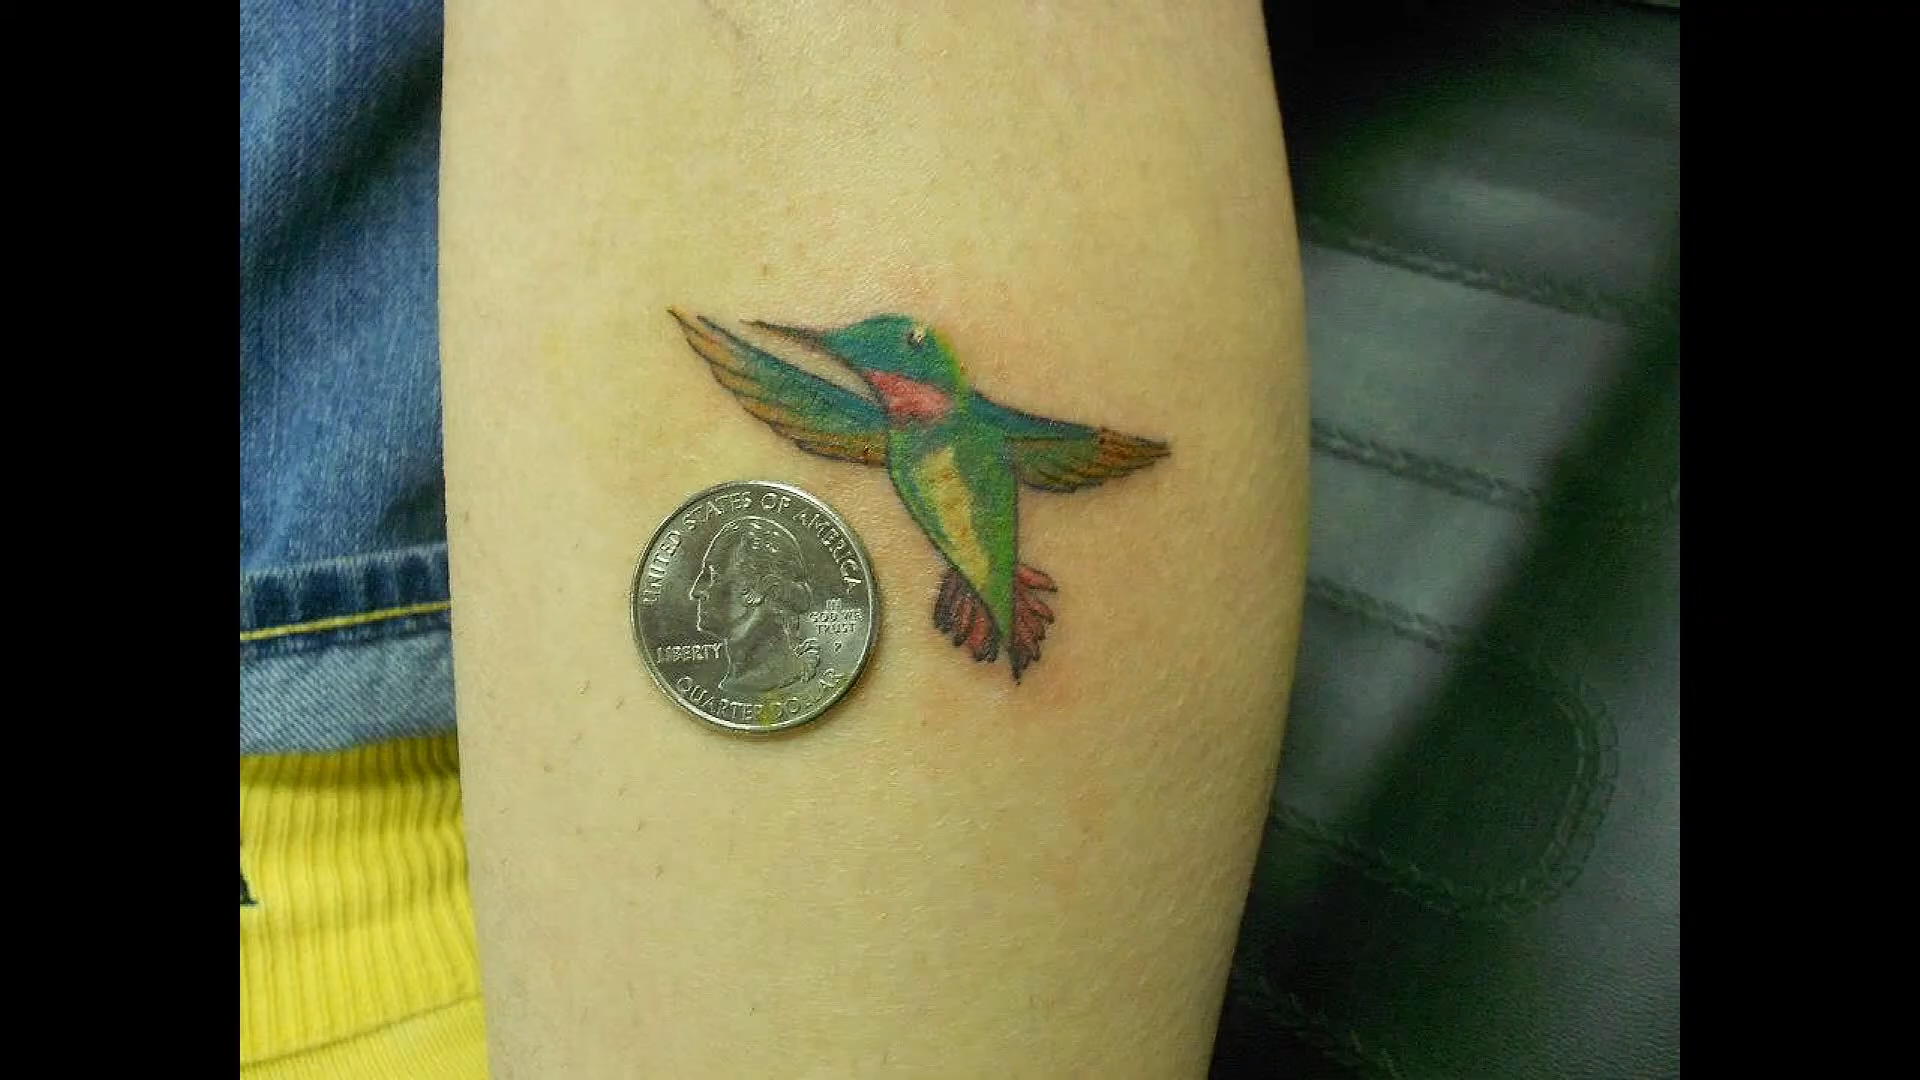 UNITED STATES OF AMERICA
IN
GOD WE
TRUST
P
LIBERTY
QUARTER DOLLAR